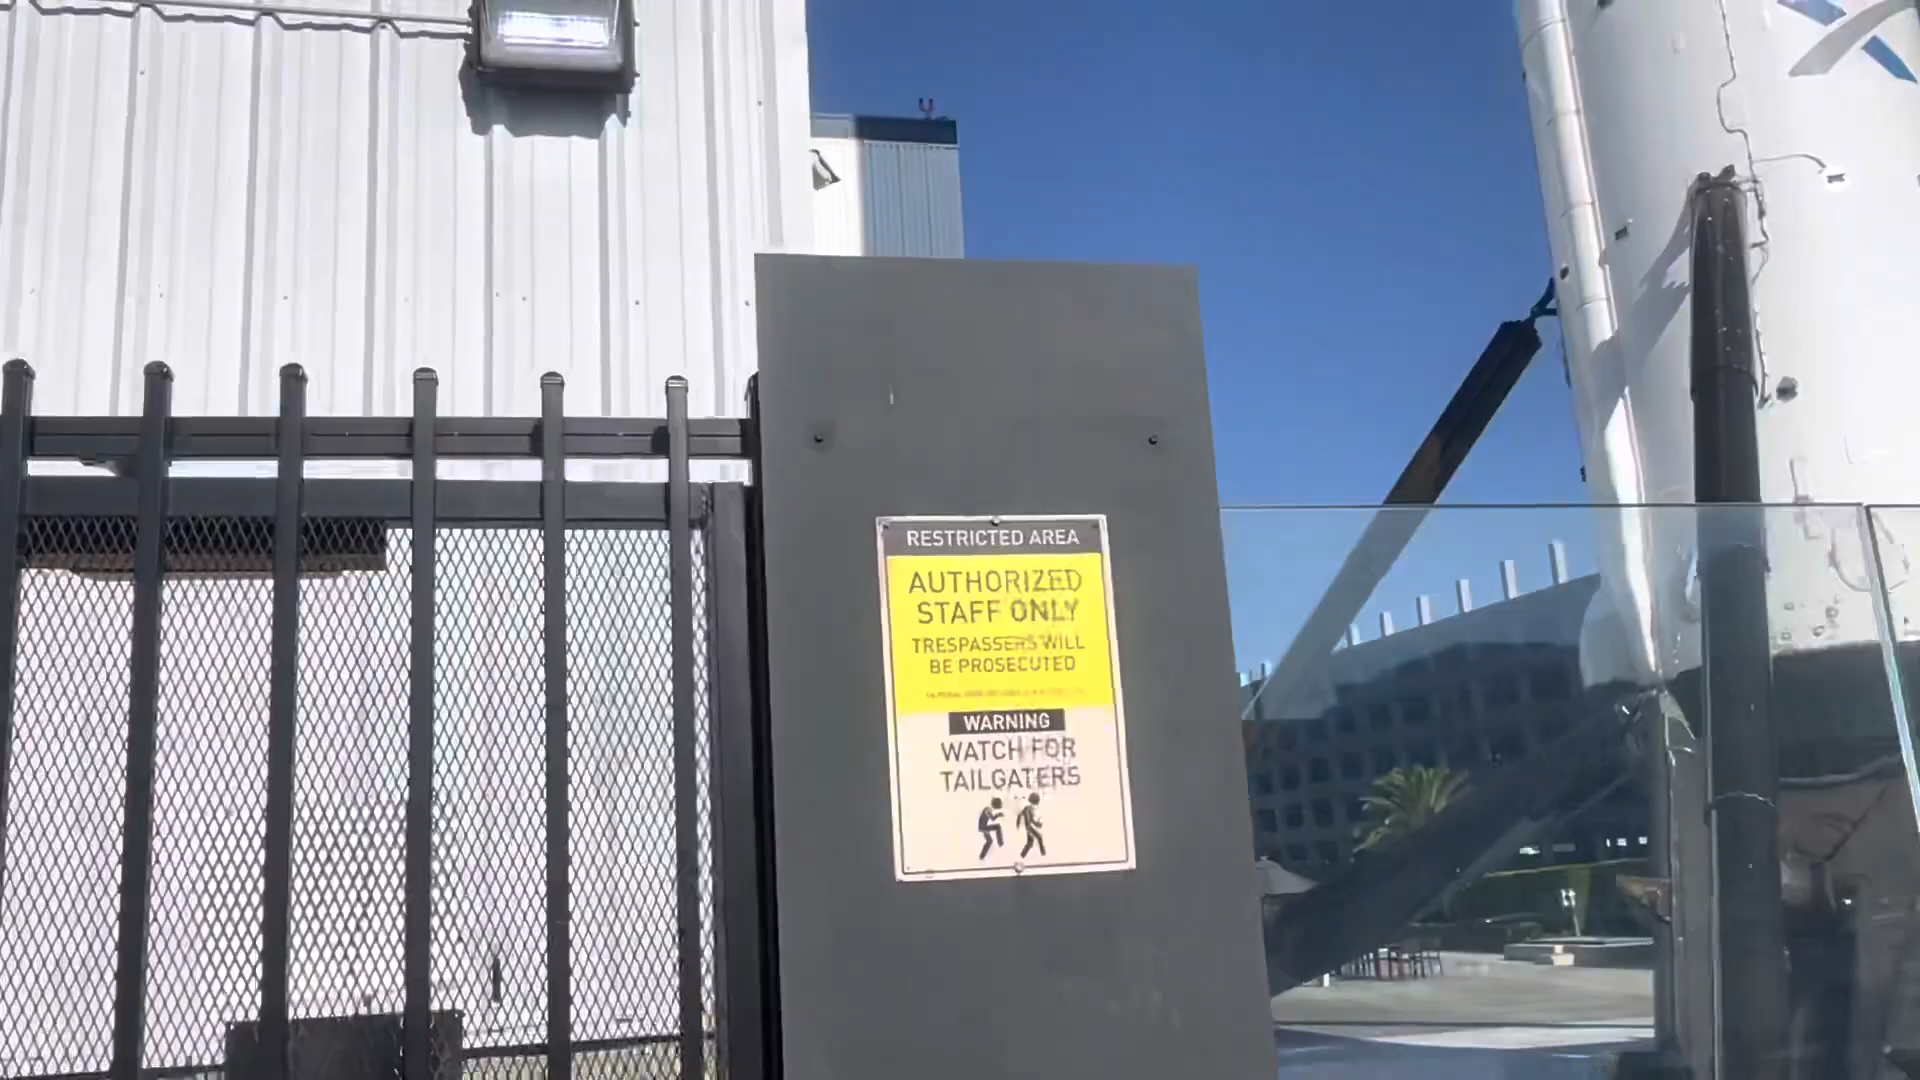 RESTRICTED AREA
AUTHORIZED
STAFF ONLY
TRESPASSERS WILL
BE PROSECUTED
WARNING
WATCH FOR
TAILGATERS